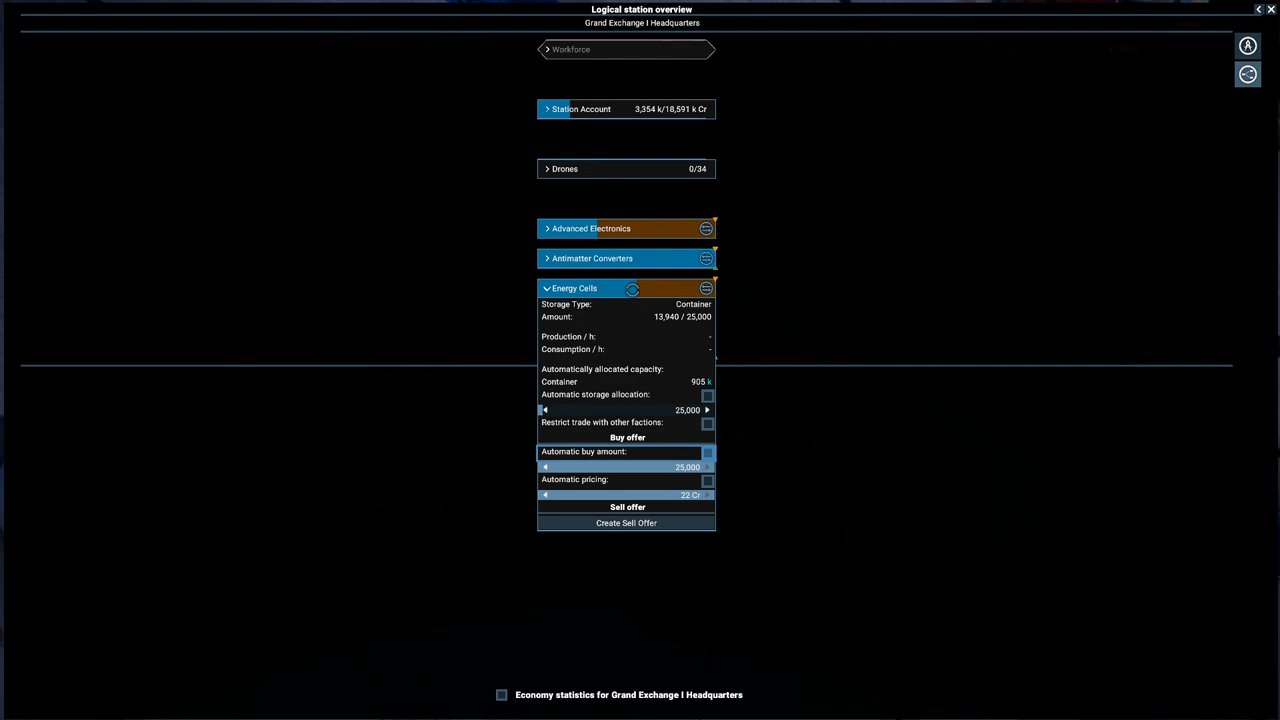 Logical station overview
Grand Exchange I Headquarters
Workforce
Station Account 3,354 k/18,591 k Cr
Drones 0/34
Advanced Electronics
Antimatter Converters
Energy Cells
Storage Type: Container
Amount: 13,940 / 25,000
Production / h: -
Consumption / h: -
Automatically allocated capacity:
Container 905 k
Automatic storage allocation:
25,000
Restrict trade with other factions:
Buy offer
Automatic buy amount:
25,000
Automatic pricing:
22 Cr
Sell offer
Create Sell Offer
Economy statistics for Grand Exchange I Headquarters